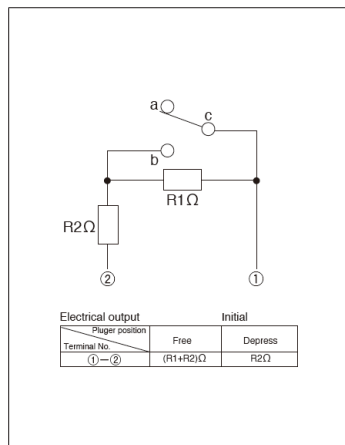 a
c
b
R1Ω
R2Ω
② ①
Electrical output Initial
Pluger position
Terminal No.
Free Depress
①—② (R1+R2)Ω R2Ω